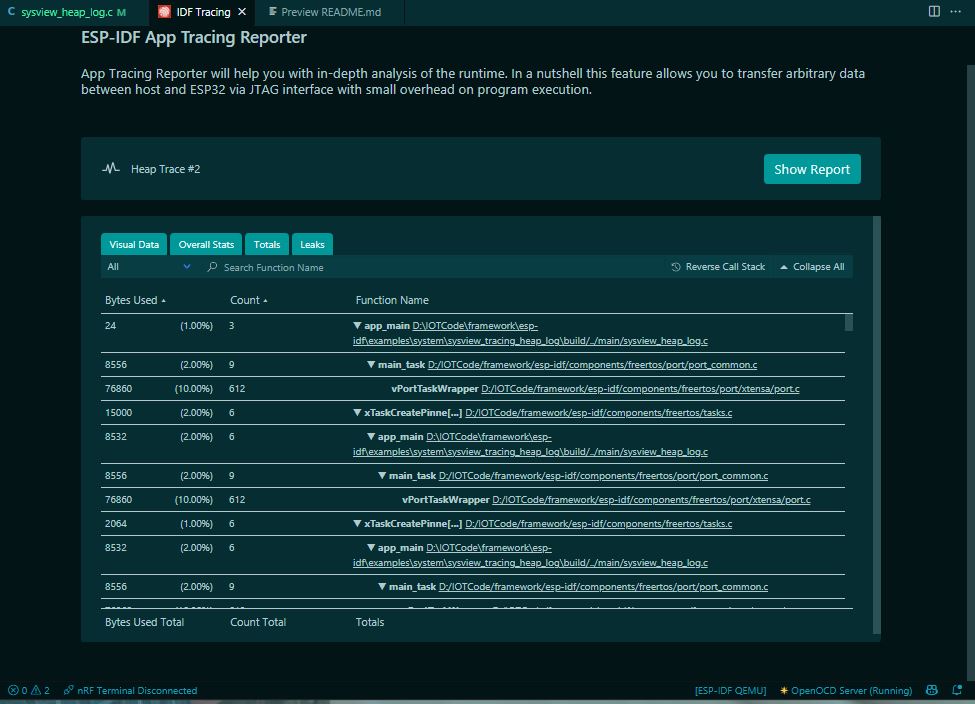 C sysview_heap_log.c M
IDF Tracing
Preview README.md
ESP-IDF App Tracing Reporter
App Tracing Reporter will help you with in-depth analysis of the runtime. In a nutshell this feature allows you to transfer arbitrary data
between host and ESP32 via JTAG interface with small overhead on program execution.
Heap Trace #2
Show Report
Visual Data Overall Stats Totals Leaks
All Search Function Name Reverse Call Stack Collapse All
Bytes Used Count Function Name
24 (1.00%) 3 app_main D:\IOTCode\framework\esp-
idf\examples\system\sysview_tracing_heap_log\build/../main/sysview_heap_log.c
8556 (2.00%) 9 main_task D:/IOTCode/framework/esp-idf/components/freertos/port/port_common.c
76860 (10.00%) 612 vPortTaskWrapper D:/IOTCode/framework/esp-idf/components/freertos/port/xtensa/port.c
15000 (2.00%) 6 xTaskCreatePinne[...] D:/IOTCode/framework/esp-idf/components/freertos/tasks.c
8532 (2.00%) 6 app_main D:\IOTCode\framework\esp-
idf\examples\system\sysview_tracing_heap_log\build/../main/sysview_heap_log.c
8556 (2.00%) 9 main_task D:/IOTCode/framework/esp-idf/components/freertos/port/port_common.c
76860 (10.00%) 612 vPortTaskWrapper D:/IOTCode/framework/esp-idf/components/freertos/port/xtensa/port.c
2064 (1.00%) 6 xTaskCreatePinne[...] D:/IOTCode/framework/esp-idf/components/freertos/tasks.c
8532 (2.00%) 6 app_main D:\IOTCode\framework\esp-
idf\examples\system\sysview_tracing_heap_log\build/../main/sysview_heap_log.c
8556 (2.00%) 9 main_task D:/IOTCode/framework/esp-idf/components/freertos/port/port_common.c
Bytes Used Total Count Total Totals
0 2 nRF Terminal Disconnected [ESP-IDF QEMU] OpenOCD Server (Running)